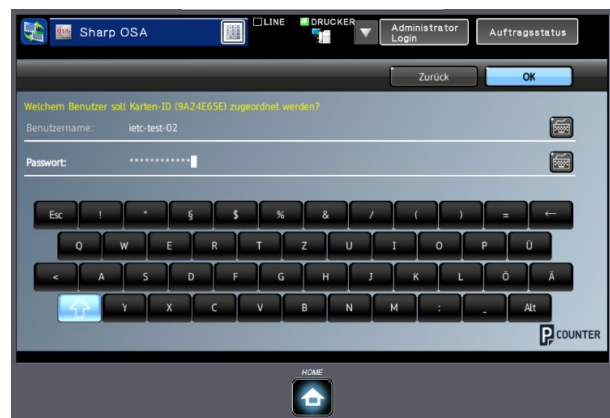 Sharp OSA
LINE
DRUCKER
Administrator
Login
Auftragsstatus
Zurück
OK
Welchem Benutzer soll Karten-ID (9A24E65E) zugeordnet werden?
Benutzername: ietc-test-02
Passwort: ************
Esc ! " § $ % & / ( ) = ←
Q W E R T Z U I O P Ü
< A S D F G H J K L Ö Ä
Y X C V B N M : _ Alt
P COUNTER
HOME